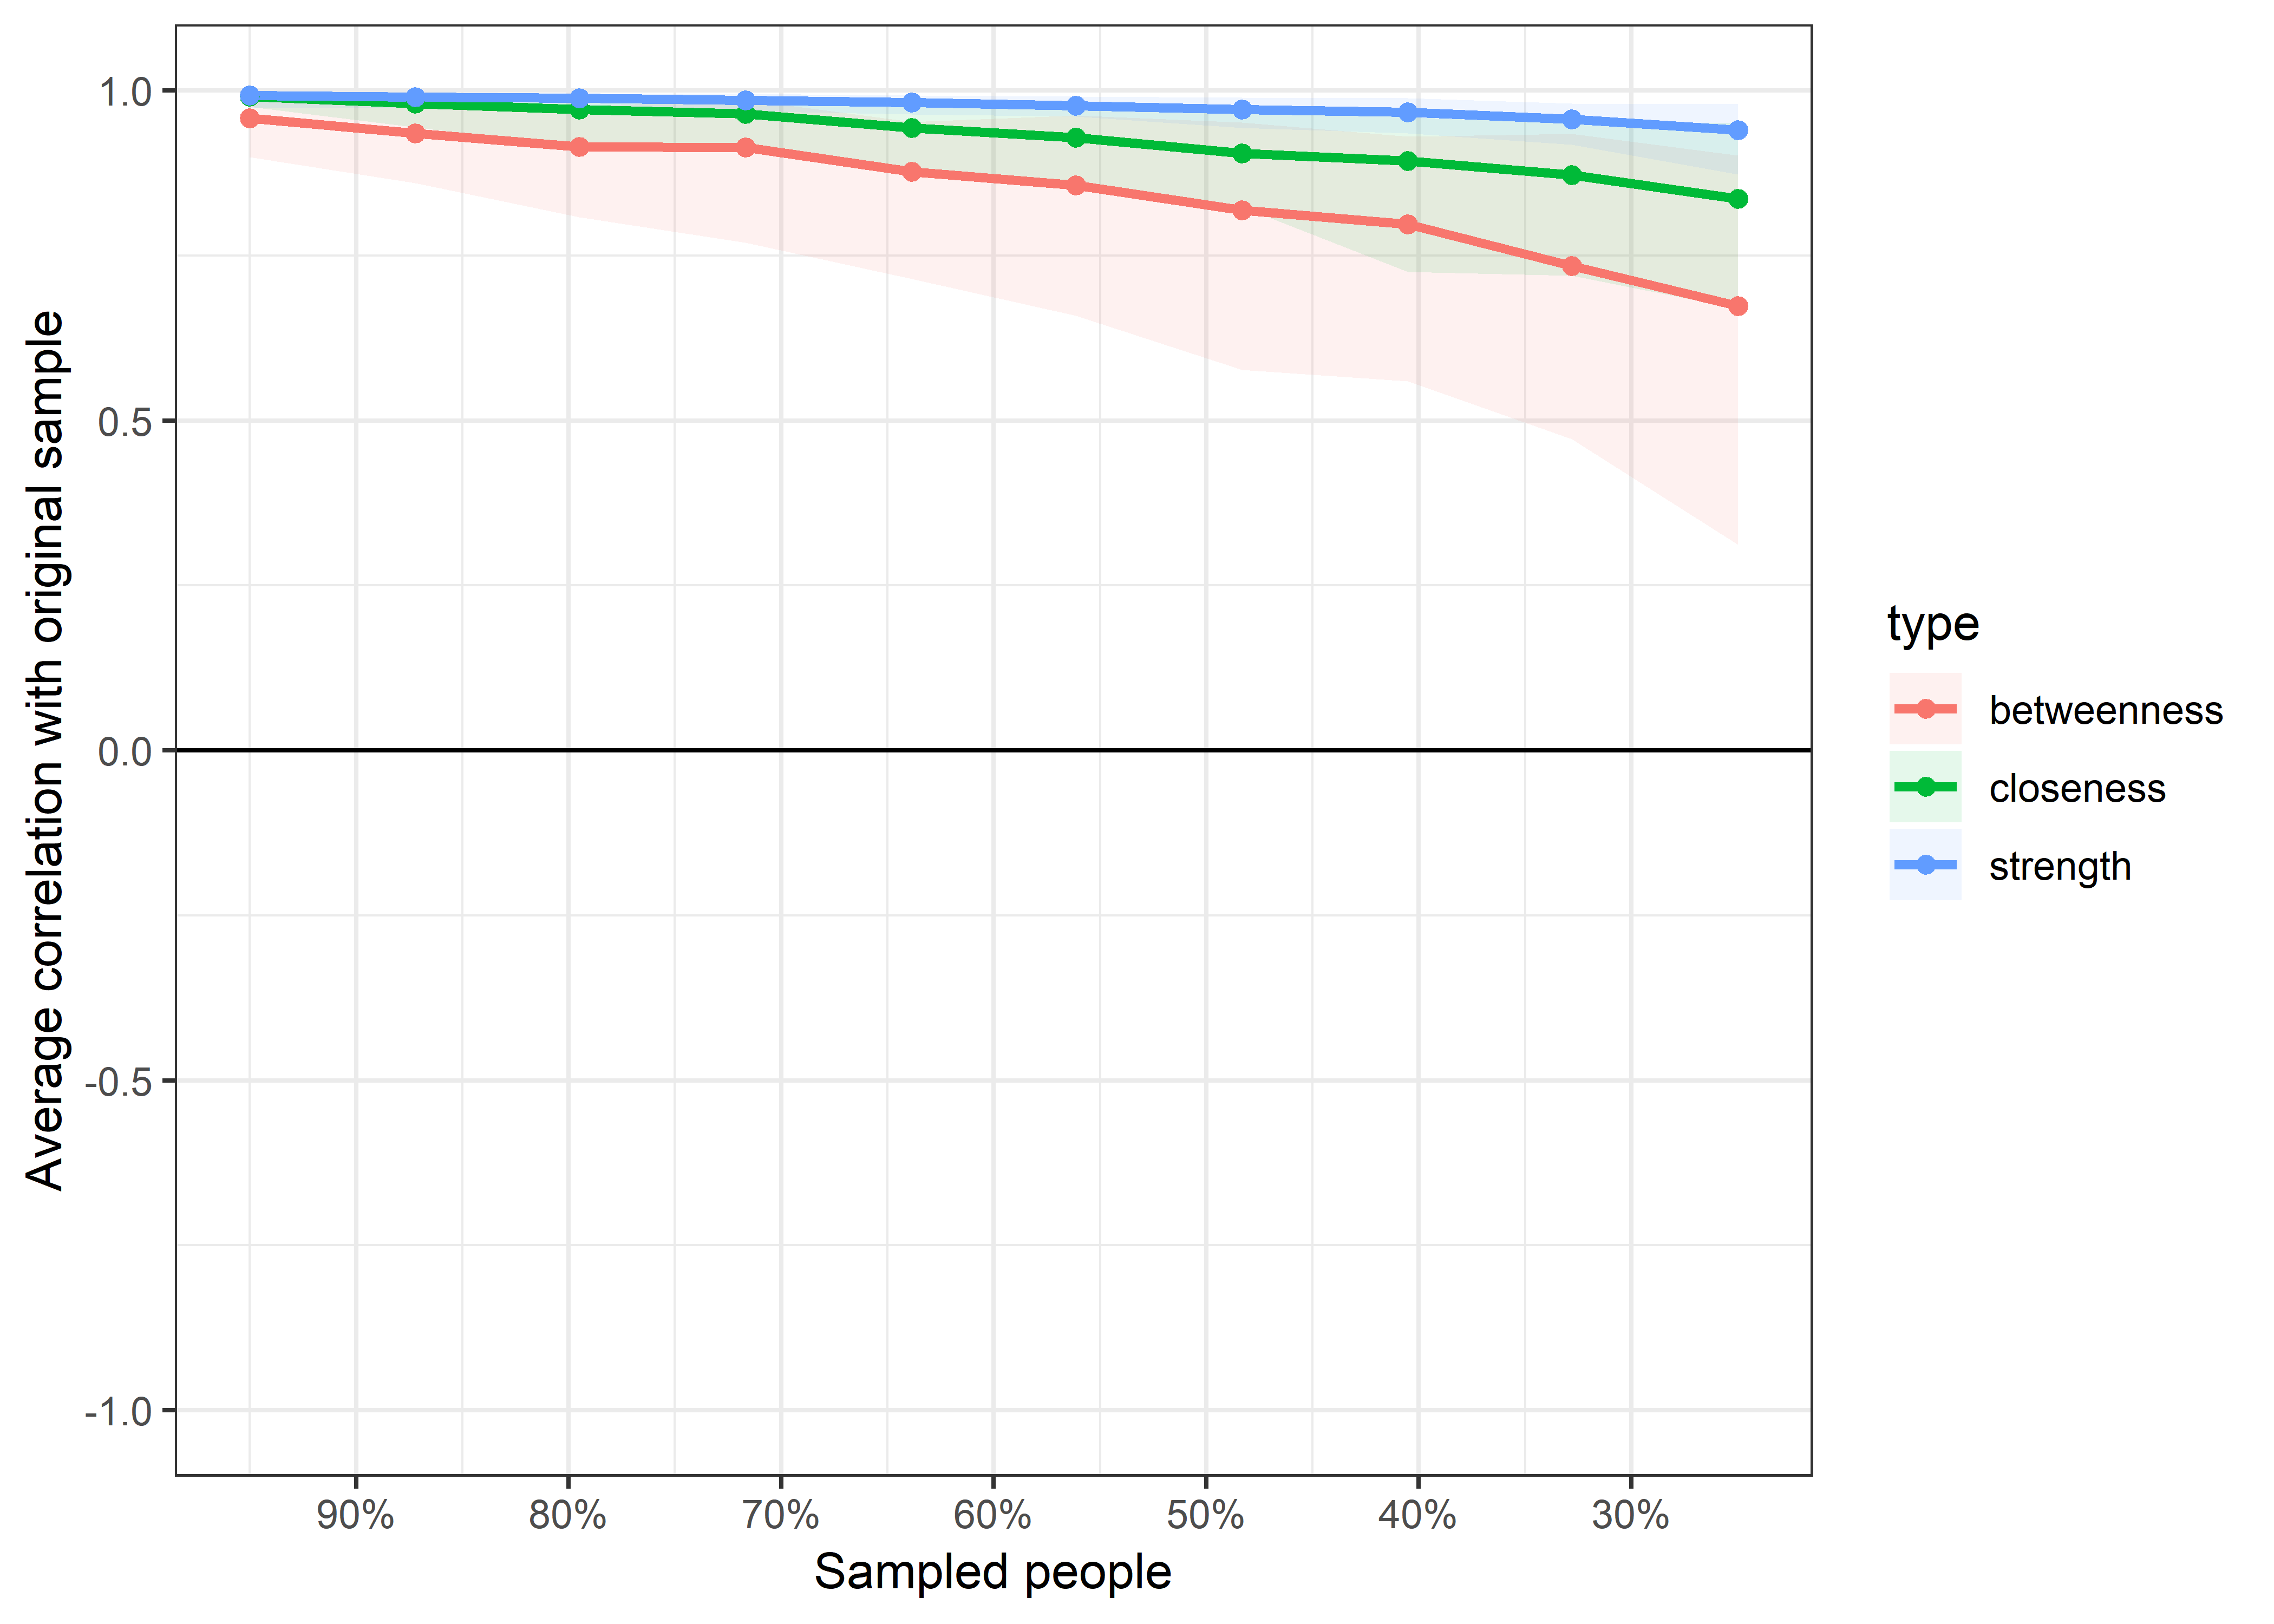 Average correlation with original sample
1.0
0.5
0.0
-0.5
-1.0
90% 80% 70% 60% 50% 40% 30%
Sampled people
type
betweenness
closeness
strength